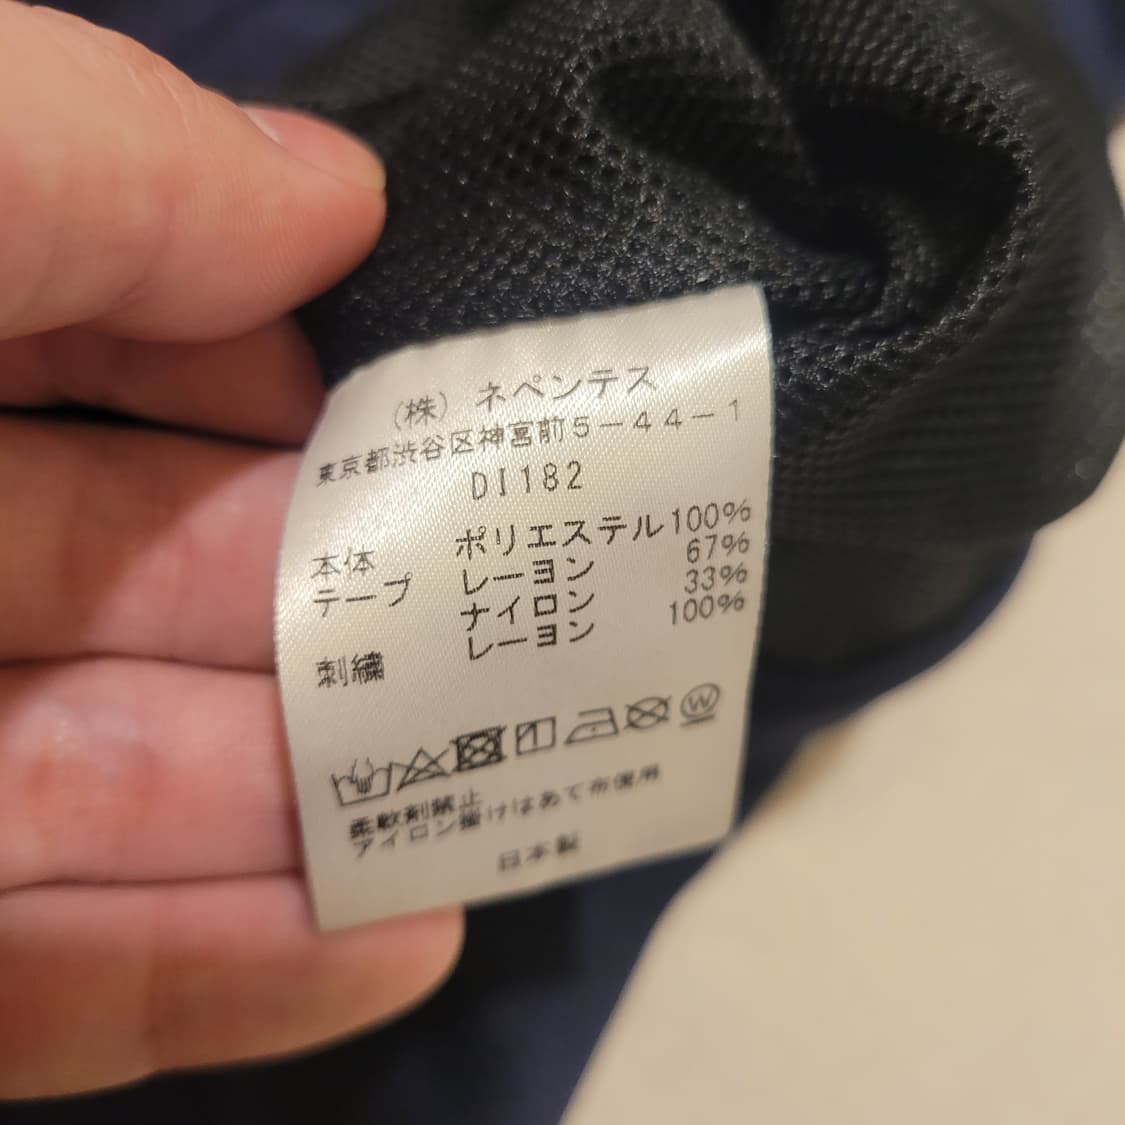 (株) ネペンテス
東京都渋谷区神宮前5-44-1
DI182
本体 ポリエステル100%
テープ レーヨン 67%
ナイロン 33%
刺繍 レーヨン 100%
W
柔軟剤禁止
アイロン掛けはあて布使用
日本製